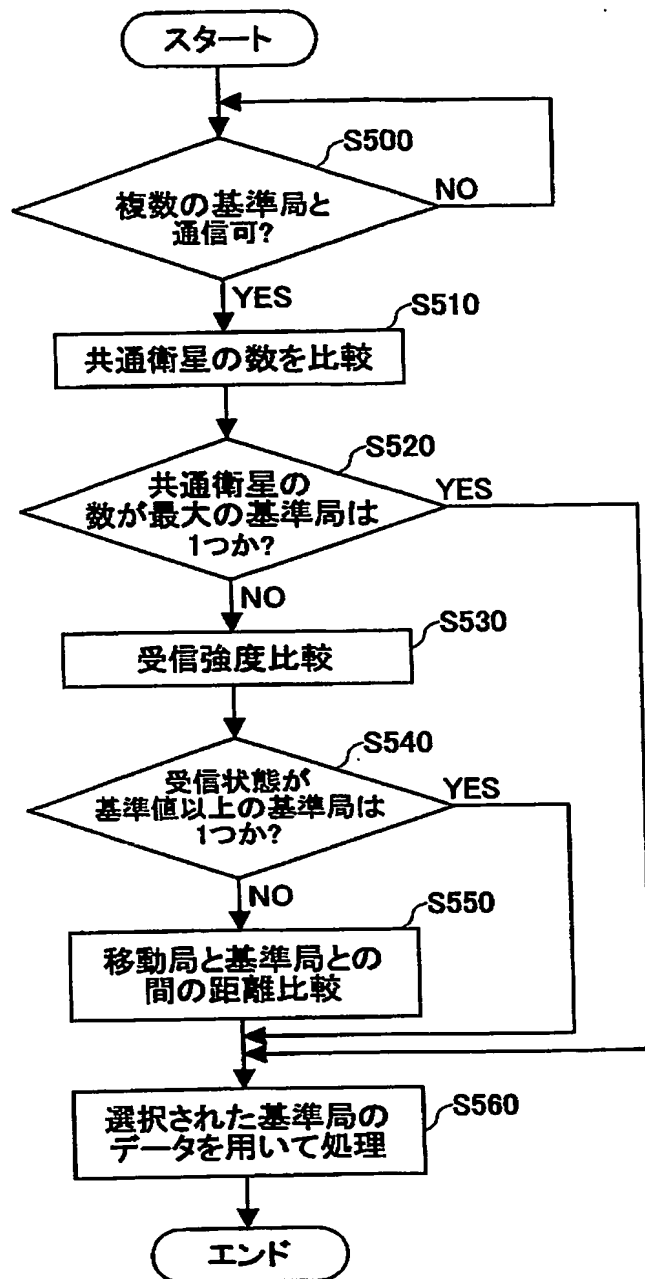 スタート
S500
複数の基準局と
通信可?
NO
YES
S510
共通衛星の数を比較
S520
共通衛星の
数が最大の基準局は
1つか?
YES
NO
S530
受信強度比較
S540
受信状態が
基準値以上の基準局は
1つか?
YES
NO
S550
移動局と基準局との
間の距離比較
S560
選択された基準局の
データを用いて処理
エンド